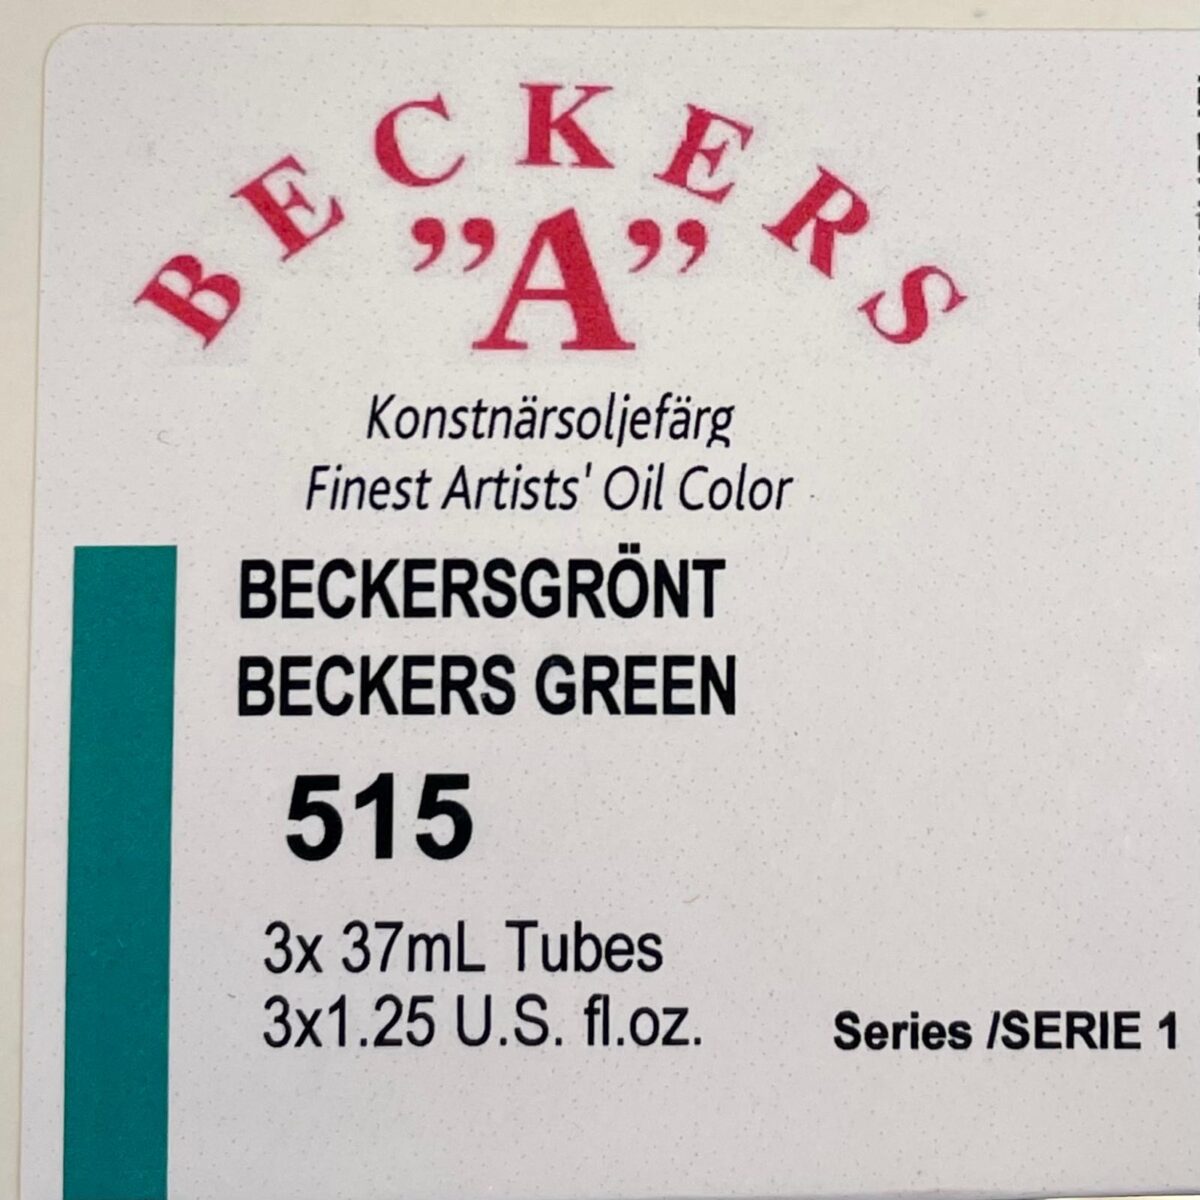 BECKERS
”A”
Konstnärsoljefärg
Finest Artists' Oil Color
BECKERSGRÖNT
BECKERS GREEN
515
3x 37mL Tubes
3x1.25 U.S. fl.oz.
Series /SERIE 1